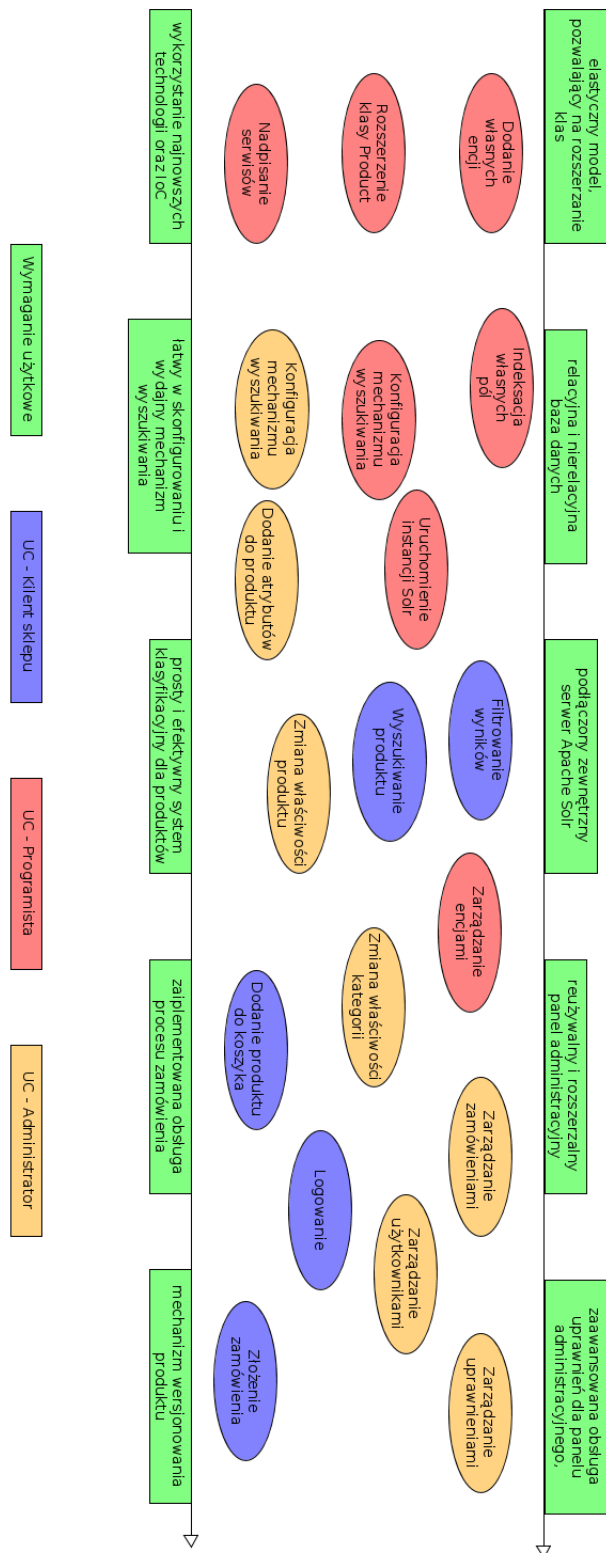 elastyczny model,
pozwalający na rozszerzanie
klas
relacyjna i nierelacyjna
baza danych
podłączony zewnętrzny
serwer Apache Solr
reużywalny i rozszerzalny
panel administracyjny
zaawansowana obsługa
uprawnień dla panelu
administracyjnego,
Dodanie
własnych
encji
Indeksacja
własnych
pól
Filtrowanie
wyników
Zarządzanie
encjami
Zarządzanie
zamówieniami
Zarządzanie
uprawnieniami
Rozszerzenie
klasy Product
Konfiguracja
mechanizmu
wyszukiwania
Uruchomienie
instancji Solr
Wyszukiwanie
produktu
Zmiana właściwości
kategorii
Zarządzanie
użytkownikami
Nadpisanie
serwisów
Konfiguracja
mechanizmu
wyszukiwania
Dodanie atrybutów
do produktu
Zmiana właściwości
produktu
Dodanie produktu
do koszyka
Logowanie
Złożenie
zamówienia
wykorzystanie najnowszych
technologi oraz IoC
łatwy w skonfigurowaniu i
wydajny mechanizm
wyszukiwania
prosty i efektywny system
klasyfikacyjny dla produktów
zaiplementowana obsługa
procesu zamówienia
mechanizm wersjonowania
produktu
Wymaganie użytkowe
UC - Kilent sklepu
UC - Programista
UC - Administrator